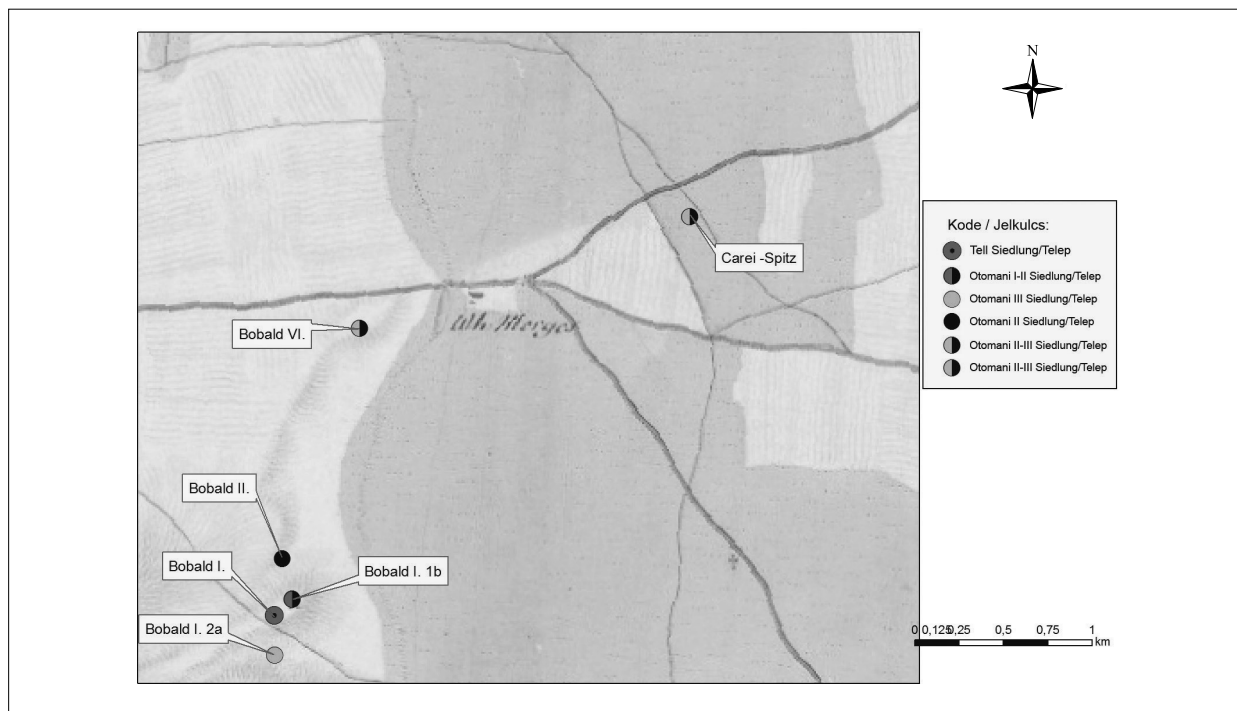 N
Carei -Spitz
Bobald VI.
Bobald II.
Bobald I.
Bobald I. 1b
Bobald I. 2a
Kode / Jelkulcs:
Tell Siedlung/Telep
Otomani I-II Siedlung/Telep
Otomani III Siedlung/Telep
Otomani II Siedlung/Telep
Otomani II-III Siedlung/Telep
Otomani II-III Siedlung/Telep
0 0,125 0,25 0,5 0,75 1
km